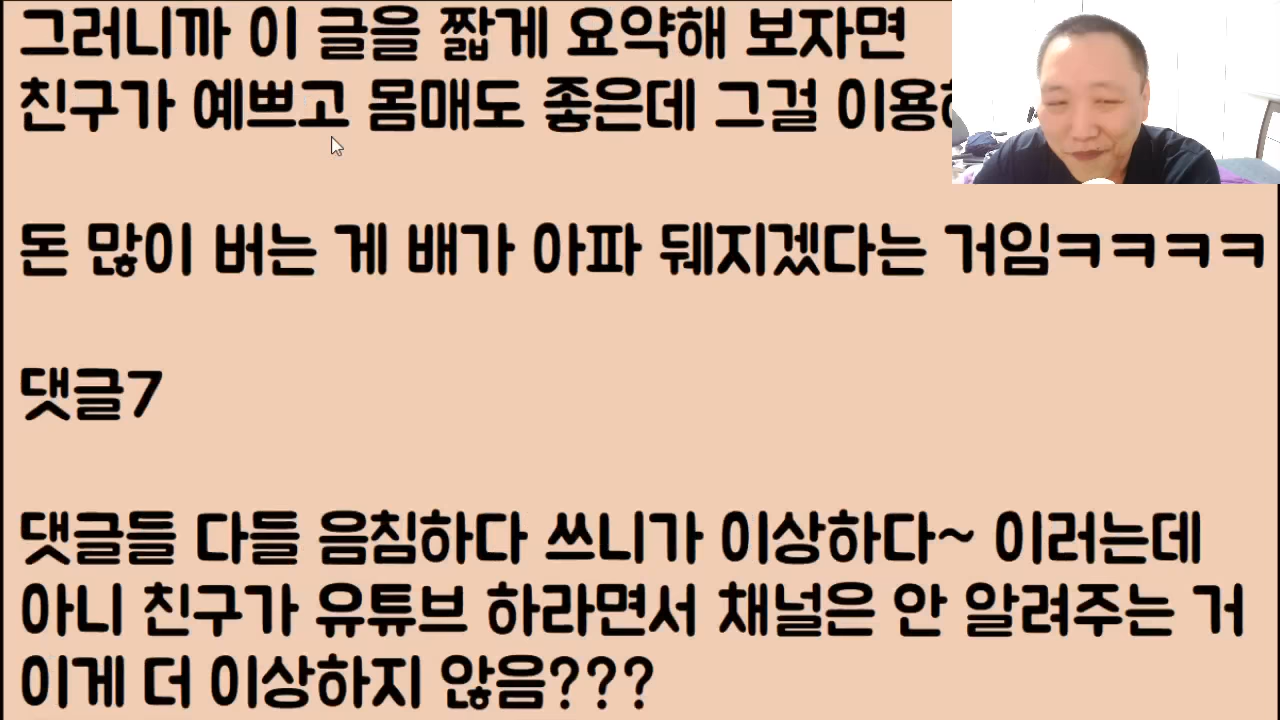 그러니까 이 글을 짧게 요약해 보자면
친구가 예쁘고 몸매도 좋은데 그걸
돈 많이 버는 게 배가 아파 뒈지겠다는 거임ㅋㅋㅋㅋ
댓글7
댓글들 다들 음침하다 쓰니가 이상하다~ 이러는데
아니 친구가 유튜브 하라면서 채널은 안 알려주는 거
이게 더 이상하지 않음???